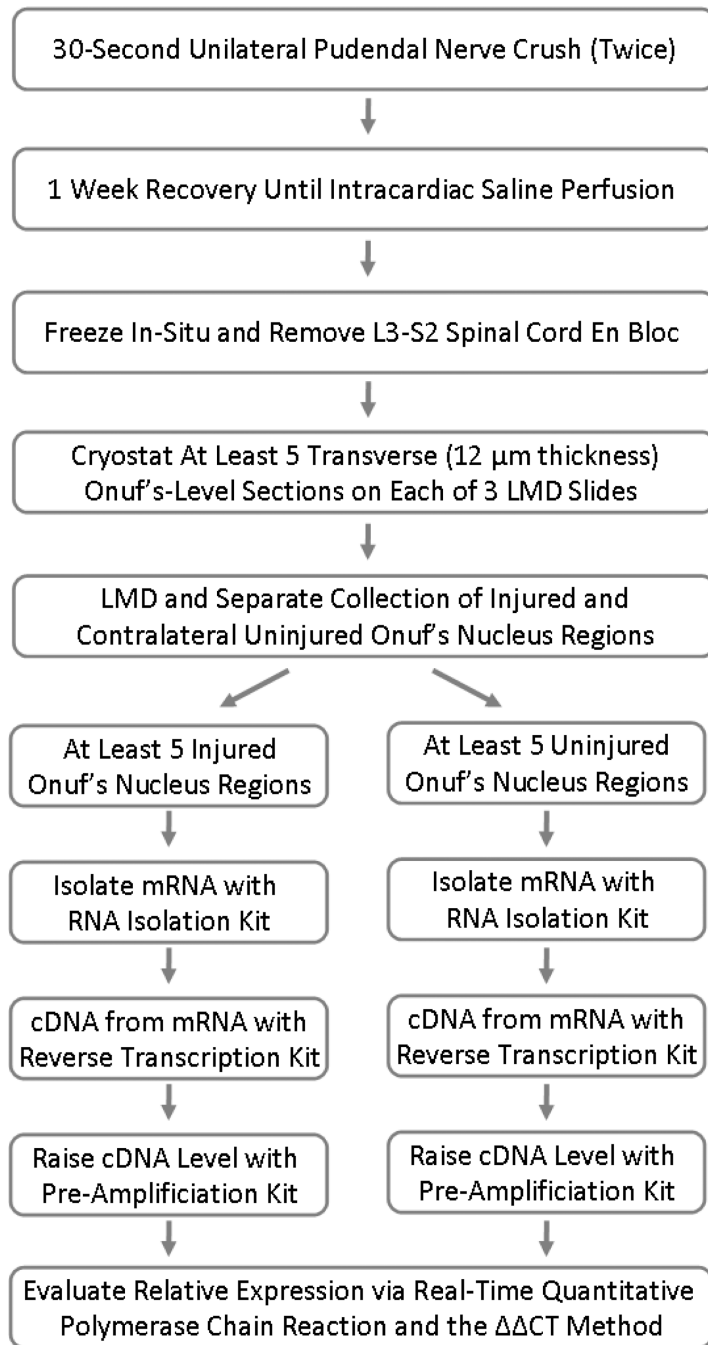 30-Second Unilateral Pudendal Nerve Crush (Twice)
1 Week Recovery Until Intracardiac Saline Perfusion
Freeze In-Situ and Remove L3-S2 Spinal Cord En Bloc
Cryostat At Least 5 Transverse (12 µm thickness)
Onuf's-Level Sections on Each of 3 LMD Slides
LMD and Separate Collection of Injured and
Contralateral Uninjured Onuf's Nucleus Regions
At Least 5 Injured
Onuf's Nucleus Regions
Isolate mRNA with
RNA Isolation Kit
cDNA from mRNA with
Reverse Transcription Kit
Raise cDNA Level with
Pre-Amplificiation Kit
At Least 5 Uninjured
Onuf's Nucleus Regions
Isolate mRNA with
RNA Isolation Kit
cDNA from mRNA with
Reverse Transcription Kit
Raise cDNA Level with
Pre-Amplificiation Kit
Evaluate Relative Expression via Real-Time Quantitative
Polymerase Chain Reaction and the ΔΔCT Method